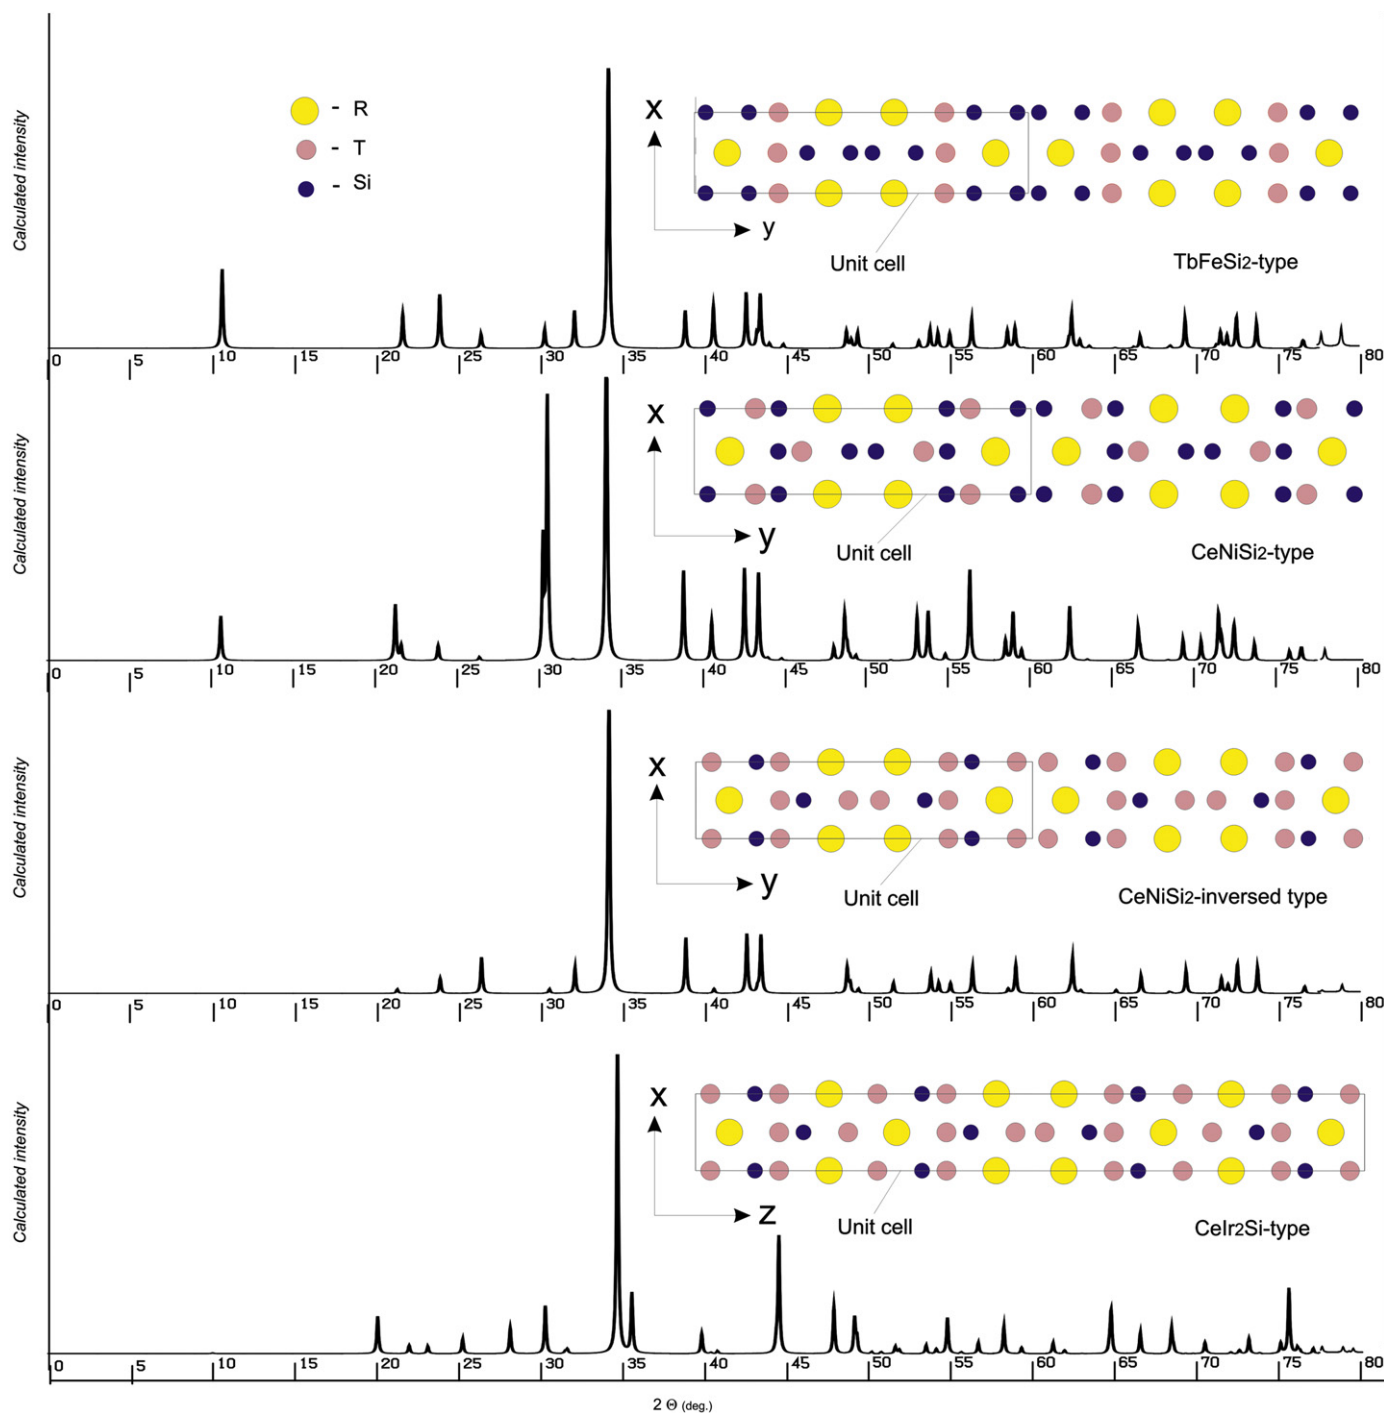 Calculated intensity
- R
- T
- Si
X
y
Unit cell
TbFeSi2-type
0 5 10 15 20 25 30 35 40 45 50 55 60 65 70 75 80
Calculated intensity
X
y
Unit cell
CeNiSi2-type
0 5 10 15 20 25 30 35 40 45 50 55 60 65 70 75 80
Calculated intensity
X
y
Unit cell
CeNiSi2-inversed type
0 5 10 15 20 25 30 35 40 45 50 55 60 65 70 75 80
Calculated intensity
X
Z
Unit cell
CeIr2Si-type
0 5 10 15 20 25 30 35 40 45 50 55 60 65 70 75 80
2 Θ (deg.)